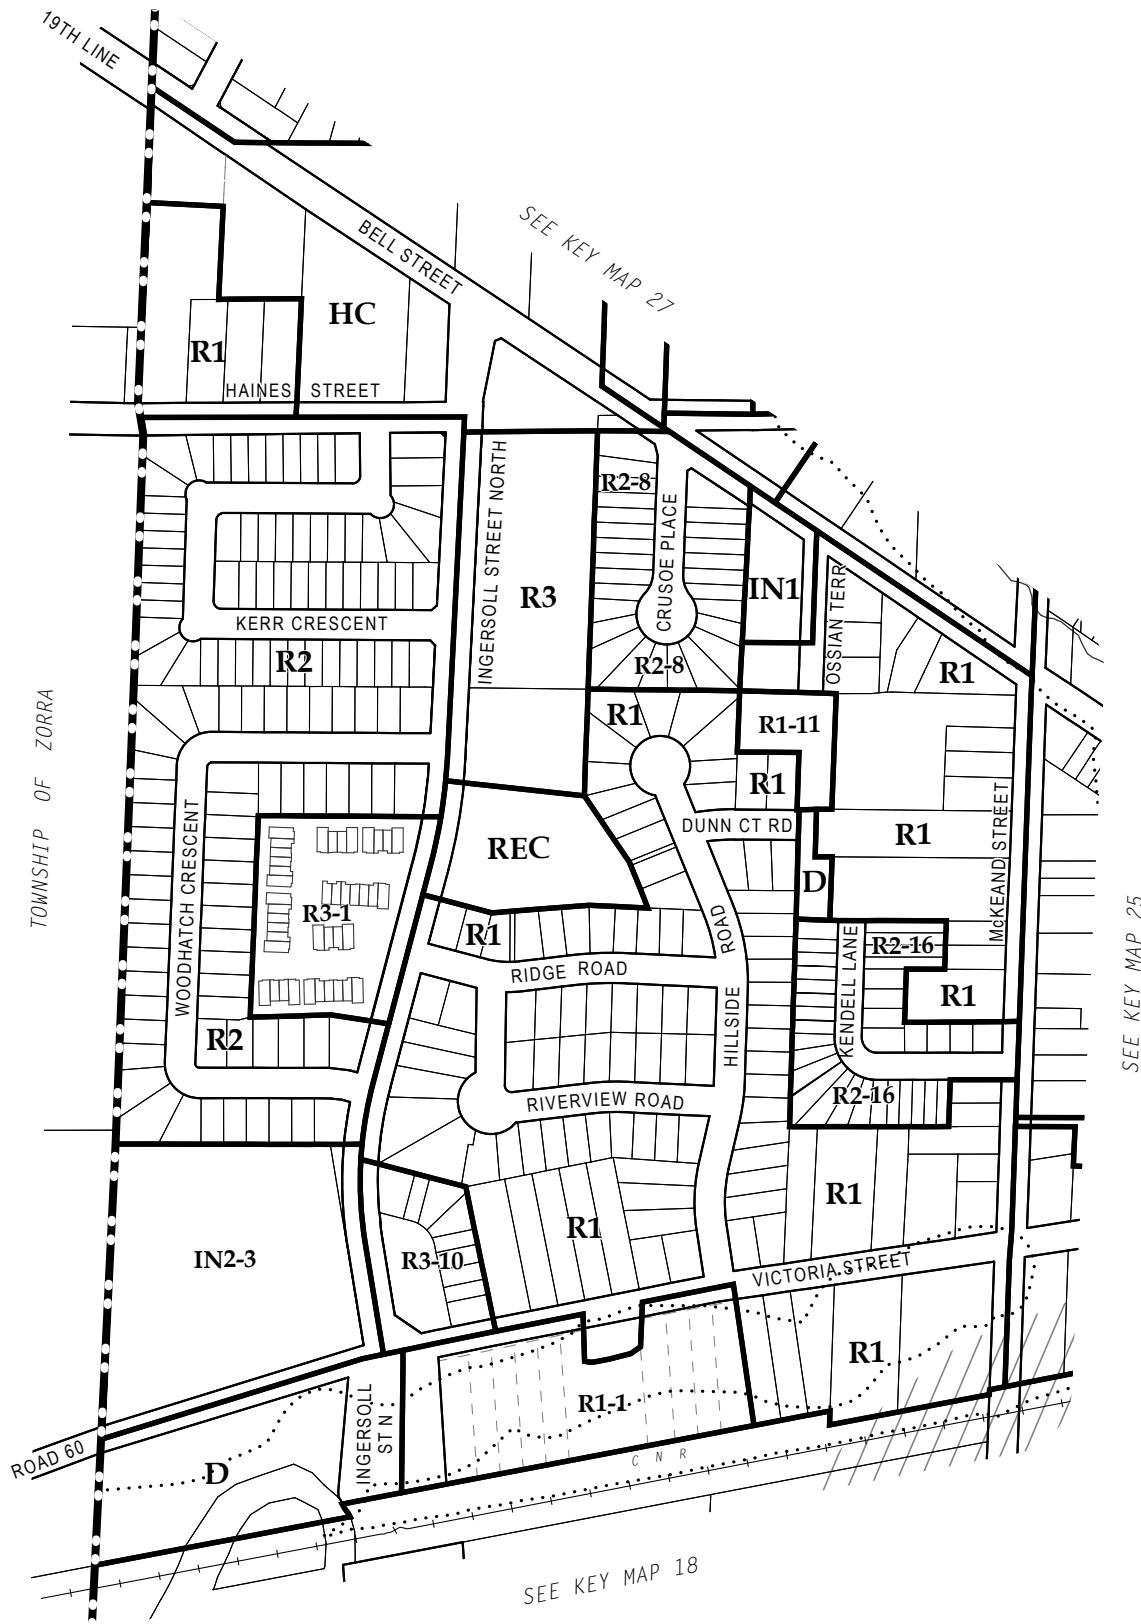 19TH LINE
BELL STREET
SEE KEY MAP 27
HC
R1
HAINES STREET
INGERSOLL STREET NORTH
R2-8
CRUSOE PLACE
R3
IN1
OSSIAN TERR
KERR CRESCENT
R2
R2-8
R1
TOWNSHIP OF ZORRA
R1
R1-11
R1
WOODHATCH CRESCENT
REC
DUNN CT RD
R1
McKEAND STREET
D
R3-1
R1
RIDGE ROAD
HILLSIDE ROAD
KENDELL LANE
R2-16
R1
SEE KEY MAP 25
R2
RIVERVIEW ROAD
R2-16
R1
R1
IN2-3
R3-10
VICTORIA STREET
R1
R1-1
INGERSOLL
ST N
ROAD 60
D
C N R
SEE KEY MAP 18